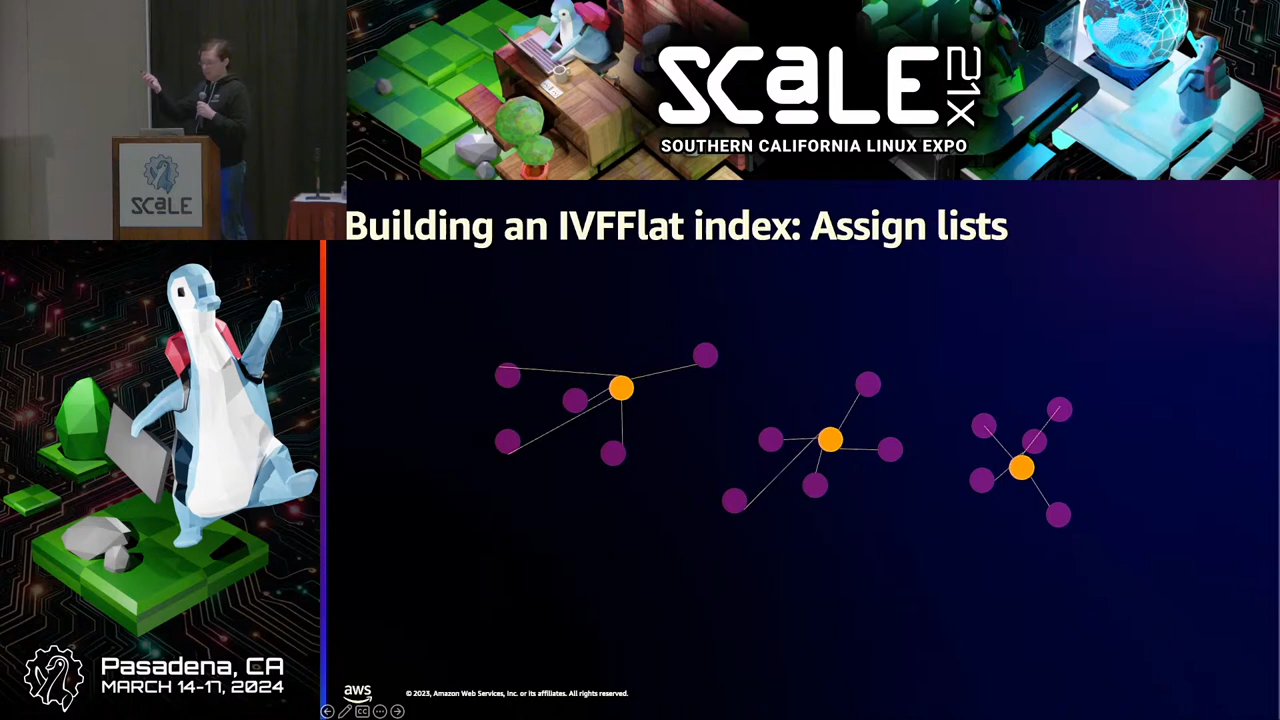 SCaLE 21X
SOUTHERN CALIFORNIA LINUX EXPO
SCaLE
Building an IVFFlat index: Assign lists
Pasadena, CA
MARCH 14-17, 2024
aws
© 2023, Amazon Web Services, Inc. or its affiliates. All rights reserved.
CC